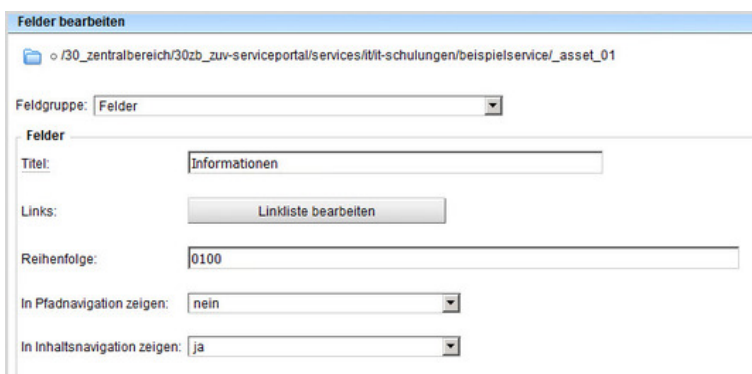 Felder bearbeiten
/30_zentralbereich/30zb_zuv-serviceportal/services/it/it-schulungen/beispielservice/_asset_01
Feldgruppe: Felder
Felder
Titel: Informationen
Links: Linkliste bearbeiten
Reihenfolge: 0100
In Pfadnavigation zeigen: nein
In Inhaltsnavigation zeigen: ja